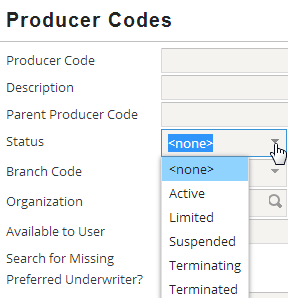 Producer Codes
Producer Code
Description
Parent Producer Code
Status <none>
<none>
Branch Code
Active
Organization
Limited
Available to User
Suspended
Search for Missing
Preferred Underwriter?
Terminating
Terminated